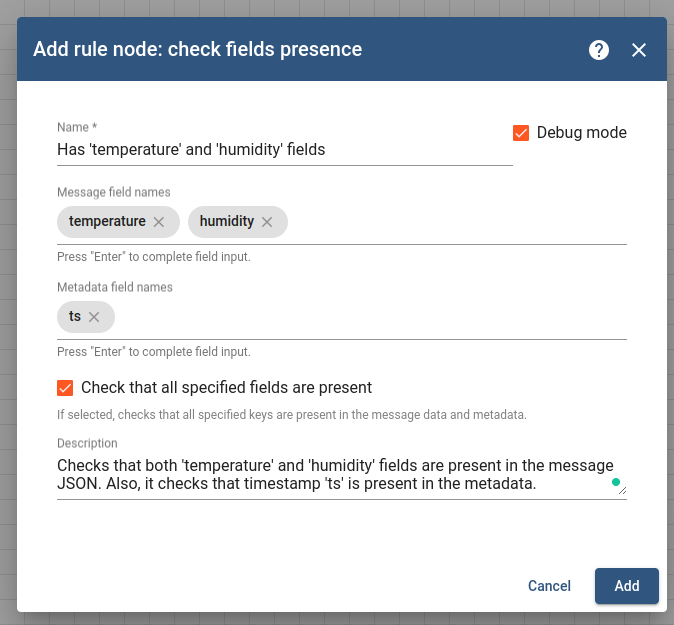 Add rule node: check fields presence
Name *
Has 'temperature' and 'humidity' fields
Debug mode
Message field names
temperature
humidity
Press "Enter" to complete field input.
Metadata field names
ts
Press "Enter" to complete field input.
Check that all specified fields are present
If selected, checks that all specified keys are present in the message data and metadata.
Description
Checks that both 'temperature' and 'humidity' fields are present in the message
JSON. Also, it checks that timestamp 'ts' is present in the metadata.
Cancel
Add